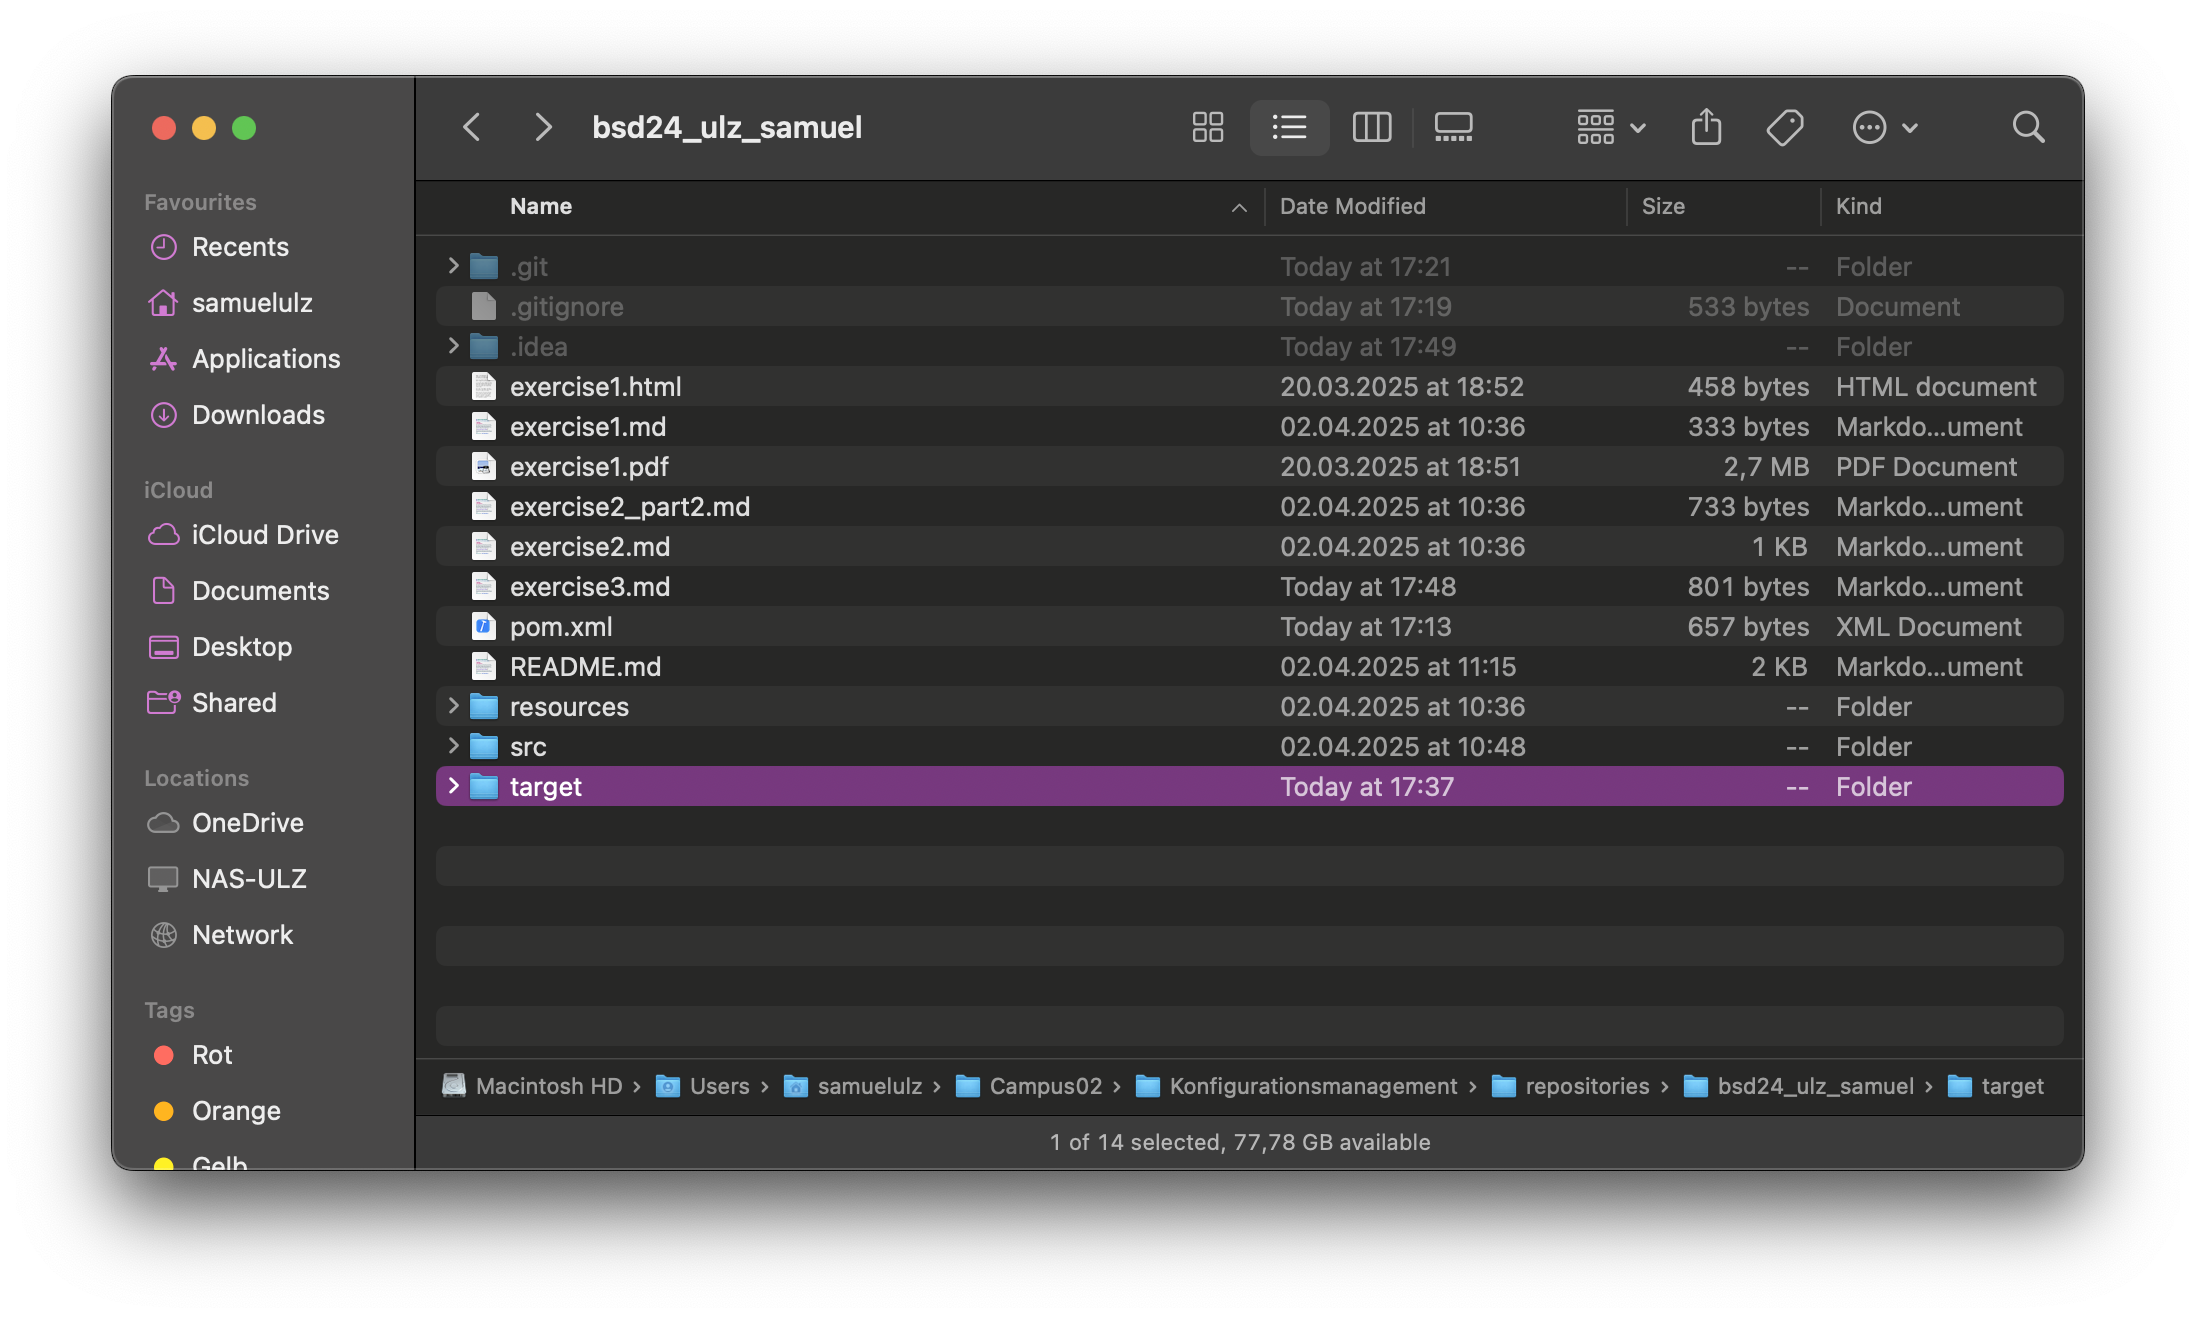 bsd24_ulz_samuel
Favourites
Recents
samuelulz
Applications
Downloads
iCloud
iCloud Drive
Documents
Desktop
Shared
Locations
OneDrive
NAS-ULZ
Network
Tags
Rot
Orange
Gelb
Name Date Modified Size Kind
.git Today at 17:21 -- Folder
.gitignore Today at 17:19 533 bytes Document
.idea Today at 17:49 -- Folder
exercise1.html 20.03.2025 at 18:52 458 bytes HTML document
exercise1.md 02.04.2025 at 10:36 333 bytes Markdo...ument
exercise1.pdf 20.03.2025 at 18:51 2,7 MB PDF Document
exercise2_part2.md 02.04.2025 at 10:36 733 bytes Markdo...ument
exercise2.md 02.04.2025 at 10:36 1 KB Markdo...ument
exercise3.md Today at 17:48 801 bytes Markdo...ument
pom.xml Today at 17:13 657 bytes XML Document
README.md 02.04.2025 at 11:15 2 KB Markdo...ument
resources 02.04.2025 at 10:36 -- Folder
src 02.04.2025 at 10:48 -- Folder
target Today at 17:37 -- Folder
Macintosh HD › Users › samuelulz › Campus02 › Konfigurationsmanagement › repositories › bsd24_ulz_samuel › target
1 of 14 selected, 77,78 GB available